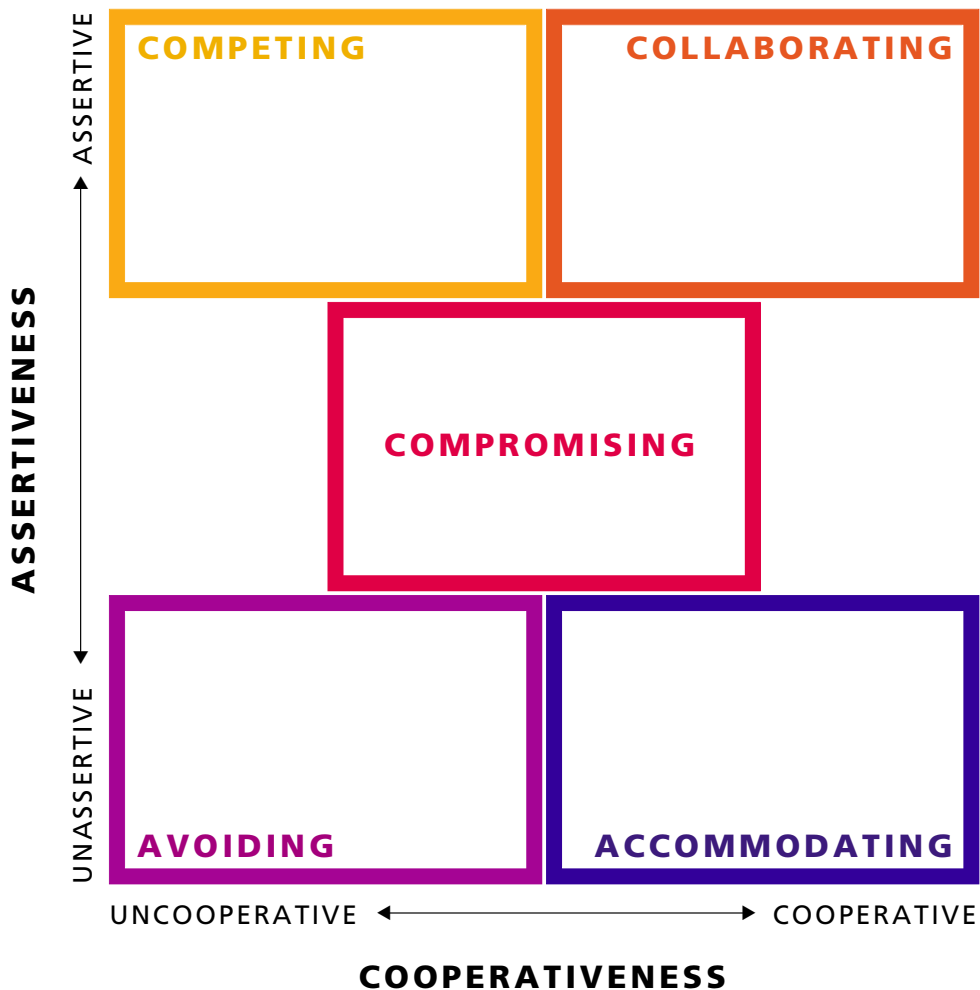 ASSERTIVE
COMPETING
COLLABORATING
ASSERTIVENESS
COMPROMISING
UNASSERTIVE
AVOIDING
ACCOMMODATING
UNCOOPERATIVE
COOPERATIVE
COOPERATIVENESS